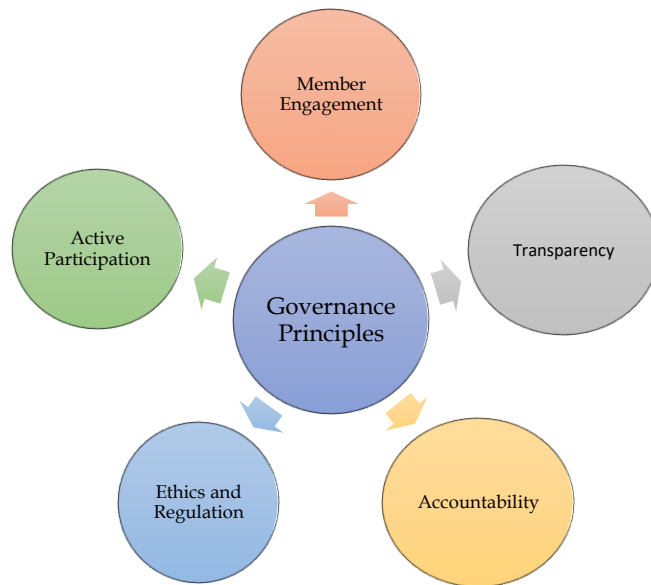 Member
Engagement
Transparency
Active
Participation
Governance
Principles
Ethics and
Regulation
Accountability